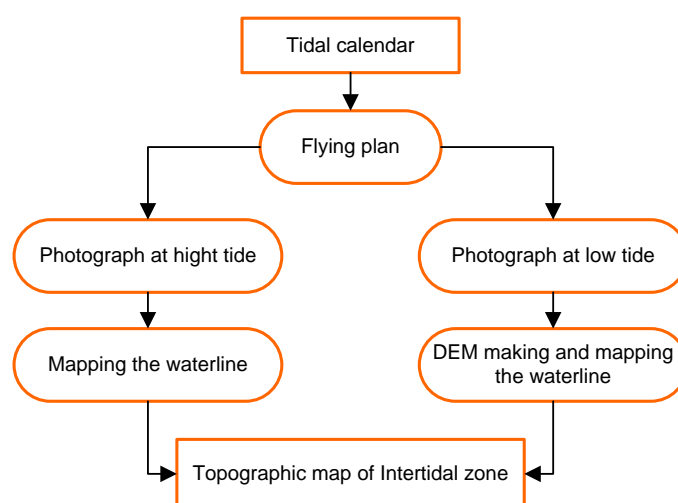 Tidal calendar
Flying plan
Photograph at hight tide
Photograph at low tide
Mapping the waterline
DEM making and mapping
the waterline
Topographic map of Intertidal zone